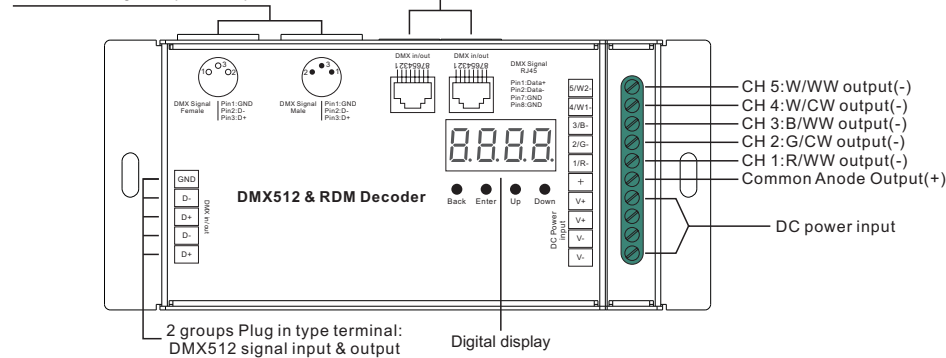 DMX in/out
DMX in/out
87654321
87654321
DMX Signal
RJ45
Pin1:Data+
Pin2:Data-
Pin7:GND
Pin8:GND
1 3 2
2 3 1
DMX Signal
Female
Pin1:GND
Pin2:D-
Pin3:D+
DMX Signal
Male
Pin1:GND
Pin2:D-
Pin3:D+
5/W2-
4/W1-
3/B-
2/G-
1/R-
+
V+
V+
V-
V-
DC Power
input
8.8.8.8.
Back Enter Up Down
DMX512 & RDM Decoder
GND
D-
D+
D-
D+
DMX in/out
CH 5:W/WW output(-)
CH 4:W/CW output(-)
CH 3:B/WW output(-)
CH 2:G/CW output(-)
CH 1:R/WW output(-)
Common Anode Output(+)
DC power input
2 groups Plug in type terminal:
DMX512 signal input & output
Digital display